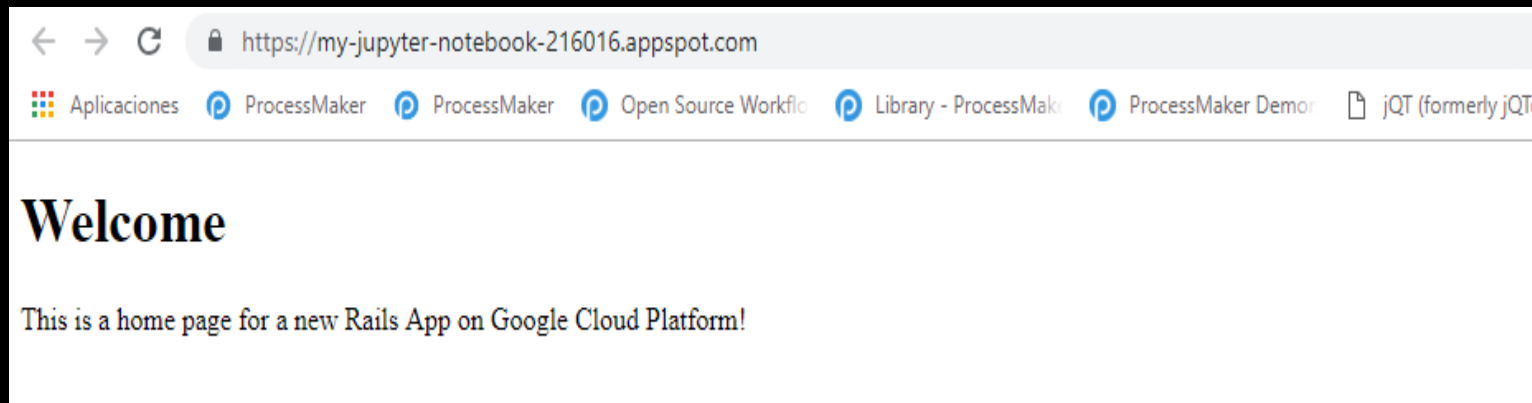 https://my-jupyter-notebook-216016.appspot.com
Aplicaciones ProcessMaker ProcessMaker Open Source Workflo Library - ProcessMak ProcessMaker Demor jQT (formerly jQT
Welcome
This is a home page for a new Rails App on Google Cloud Platform!